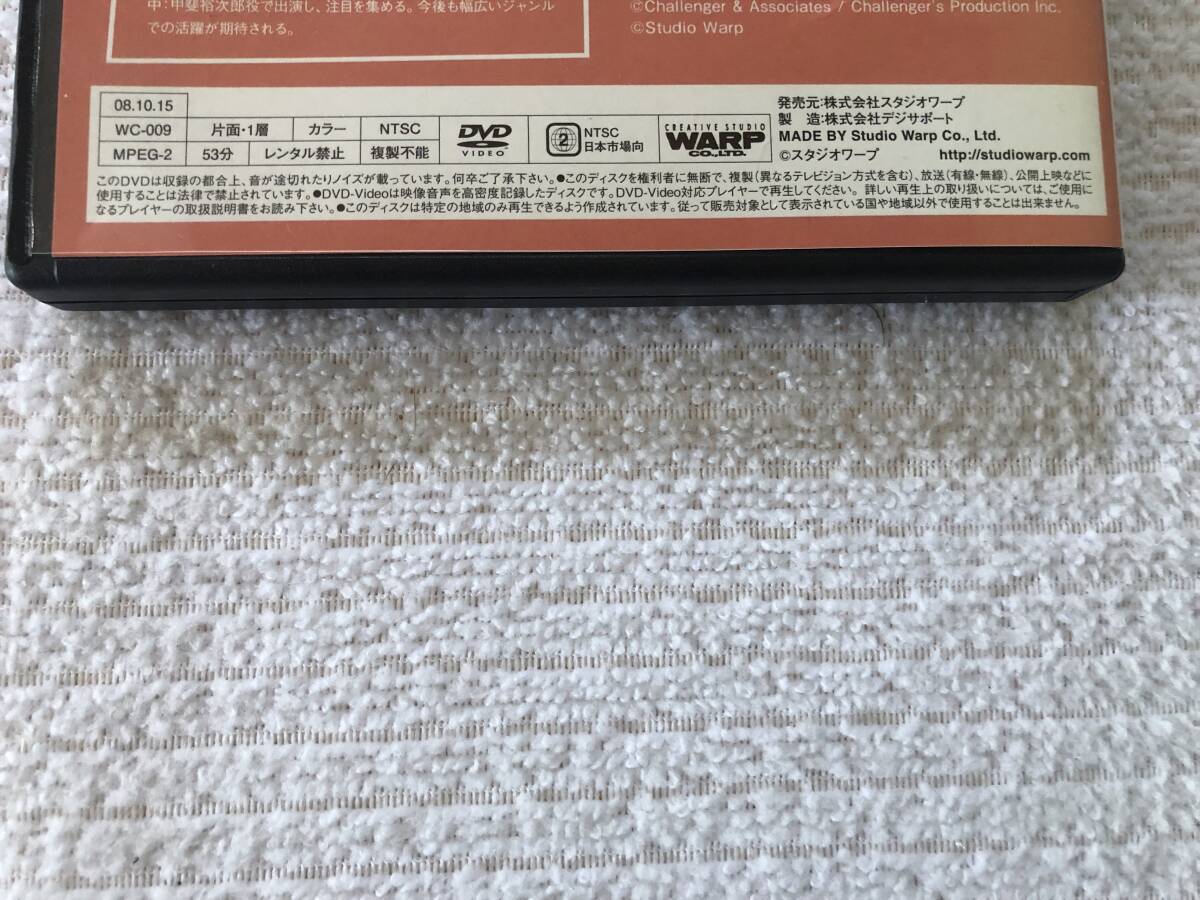 中:甲斐裕次郎役で出演し、注目を集める。今後も幅広いジャン
での活躍が期待される。
©Challenger & Associates / Challenger's Production Inc.
©Studio Warp
08.10.15
WC-009 片面・1層 カラー NTSC
MPEG-2 53分 レンタル禁止 複製不能
DVD VIDEO
2 NTSC 日本市場向
CREATIVE STUDIO
WARP
CO.,LTD.
発売元:株式会社スタジオワープ
製 造:株式会社デジサポート
MADE BY Studio Warp Co., Ltd.
©スタジオワープ http://studiowarp.com
このDVDは収録の都合上、音が途切れたりノイズが載っています。何卒ご了承下さい。●このディスクを権利者に無断で、複製(異なるテレビジョン方式を含む)、放送(有線・無線)、公開上映などに
使用することは法律で禁止されています。●DVD-Videoは映像音声を高密度記録したディスクです。DVD-Video対応プレイヤーで再生してください。 詳しい再生上の取り扱いについては、ご使用に
なるプレイヤーの取扱説明書をお読み下さい。●このディスクは特定の地域のみ再生できるよう作成されています。従って販売対象として表示されている国や地域以外で使用することは出来ません。